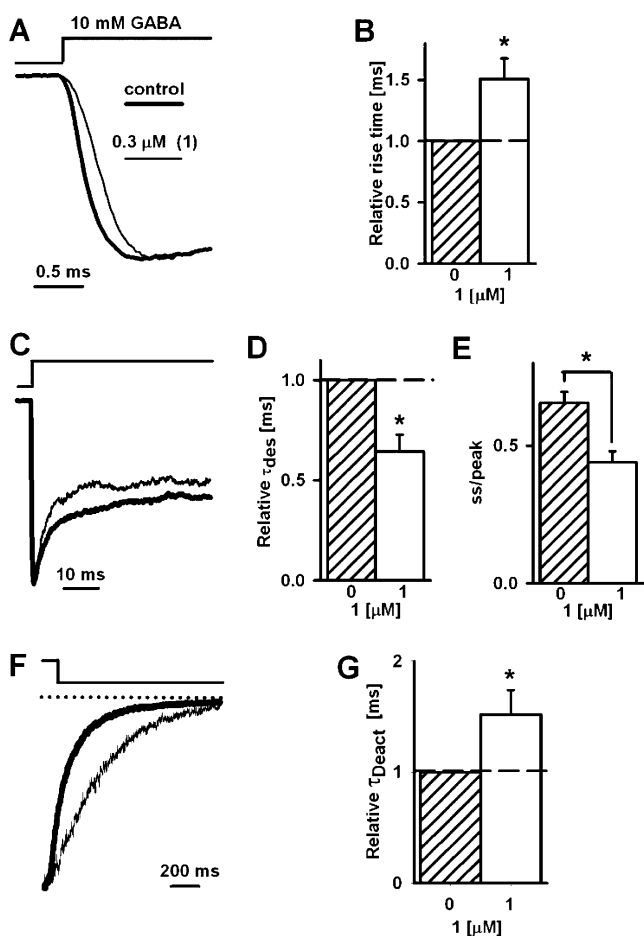 A
10 mM GABA
control
0.3 µM (1)
0.5 ms
B
Relative rise time [ms]
1.5
1.0
0.5
0.0
*
0 1
1 [µM]
C
10 ms
D
Relative τdes [ms]
1.0
0.5
0.0
*
0 1
1 [µM]
E
ss/peak
0.5
0.0
*
0 1
1 [µM]
F
200 ms
G
Relative τDeact [ms]
2
1
0
*
0 1
1 [µM]